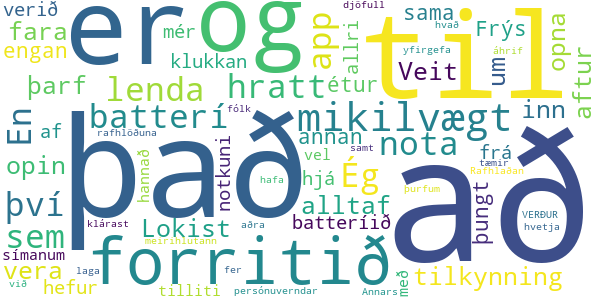 djöfull
verið
er
og
app
til
sama
hvað
fara
mér
allri
Frýs
opna
engan
klukkan
yfirgefa
áhrif
þarf
lenda
hratt
étur
Veit
um
aftur
batterí
fólk
mikilvægt
inn
En
af
rafhlöðuna
það
annan
nota
frá
að
opin
hannað
notkuni
vel
samt
tæmir
hjá
Ég
Rafhlaðan
því
hafa
alltaf
þungt
þurfum
klárast
Lokist
aðra
batteríið
VERÐUR
sem
forritið
hvetja
símanum
meirihlutann
vera
laga
fer
með
tilkynning
við
hefur
tilliti
persónuverndar
Annars